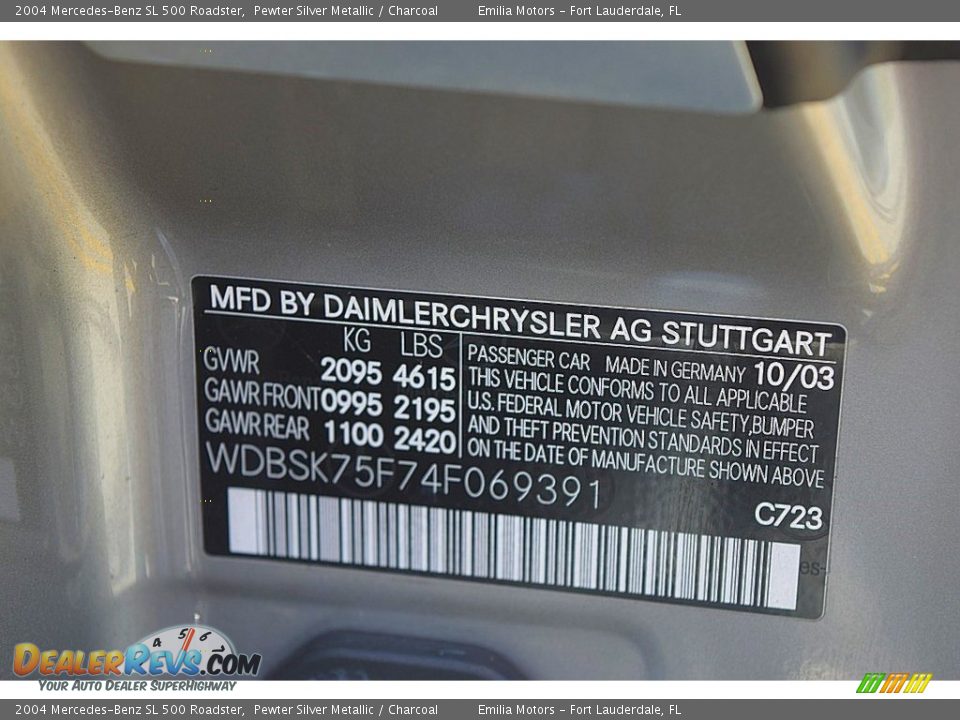 2004 Mercedes-Benz SL 500 Roadster, Pewter Silver Metallic / Charcoal Emilia Motors - Fort Lauderdale, FL
MFD BY DAIMLERCHRYSLER AG STUTTGART
KG LBS
GVWR 2095 4615
GAWR FRONT 0995 2195
GAWR REAR 1100 2420
PASSENGER CAR MADE IN GERMANY 10/03
THIS VEHICLE CONFORMS TO ALL APPLICABLE
U.S. FEDERAL MOTOR VEHICLE SAFETY, BUMPER
AND THEFT PREVENTION STANDARDS IN EFFECT
ON THE DATE OF MANUFACTURE SHOWN ABOVE
WDBSK75F74F069391
C723
es-
4 5 6
DEALERREVS.COM
YOUR AUTO DEALER SUPERHIGHWAY
2004 Mercedes-Benz SL 500 Roadster, Pewter Silver Metallic / Charcoal Emilia Motors - Fort Lauderdale, FL